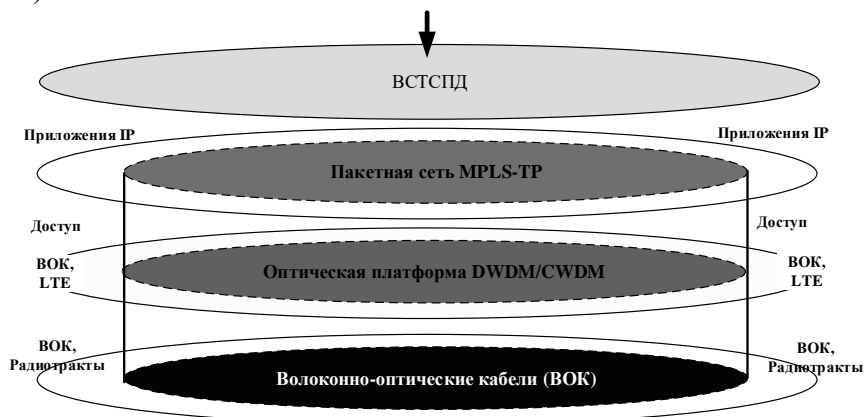 )
ВСТСПД
Приложения IP
Приложения IP
Пакетная сеть MPLS-TP
Доступ
Доступ
ВОК,
LTE
Оптическая платформа DWDM/CWDM
ВОК,
LTE
ВОК,
Радиотракты
Волоконно-оптические кабели (ВОК)
ВОК,
Радиотракты